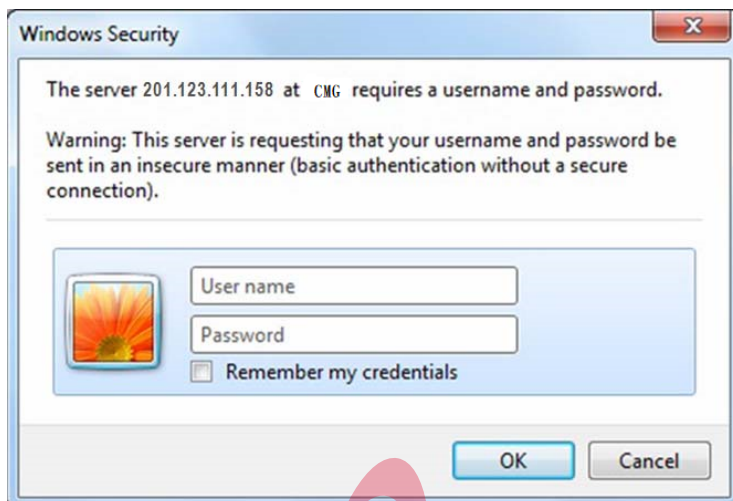 Windows Security
The server 201.123.111.158 at CMG requires a username and password.
Warning: This server is requesting that your username and password be
sent in an insecure manner (basic authentication without a secure
connection).
User name
Password
Remember my credentials
OK
Cancel